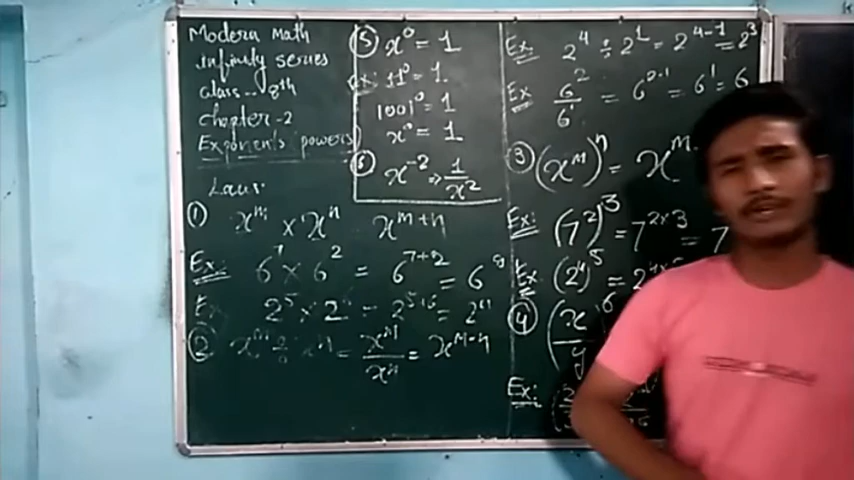 Modern Math
Infinity series
class.. 8th
chapter-2
Exponents powers
Laws.
① x^m × x^n x^{m+n}
Ex:. 6^7 × 6^2 = 6^{7+2} = 6^9
Ex 2^5 × 2^6 = 2^{5+6} = 2^{11}
② x^m ÷ x^n = x^m/x^n = x^{m-n}
⑤ x^0 = 1
Ex: 11^0 = 1.
1001^0 = 1
x^0 = 1
⑥ x^{-2} ⇒ 1/x^2
Ex. 2^4 ÷ 2^1 = 2^{4-1} = 2^3
Ex 6^2/6^1 = 6^{2-1} = 6^1 = 6
③ (x^m)^n = x^m
Ex: (7^2)^3 = 7^{2×3} = 7
Ex (2^4)^5 = 2
④ (x/y)
Ex: